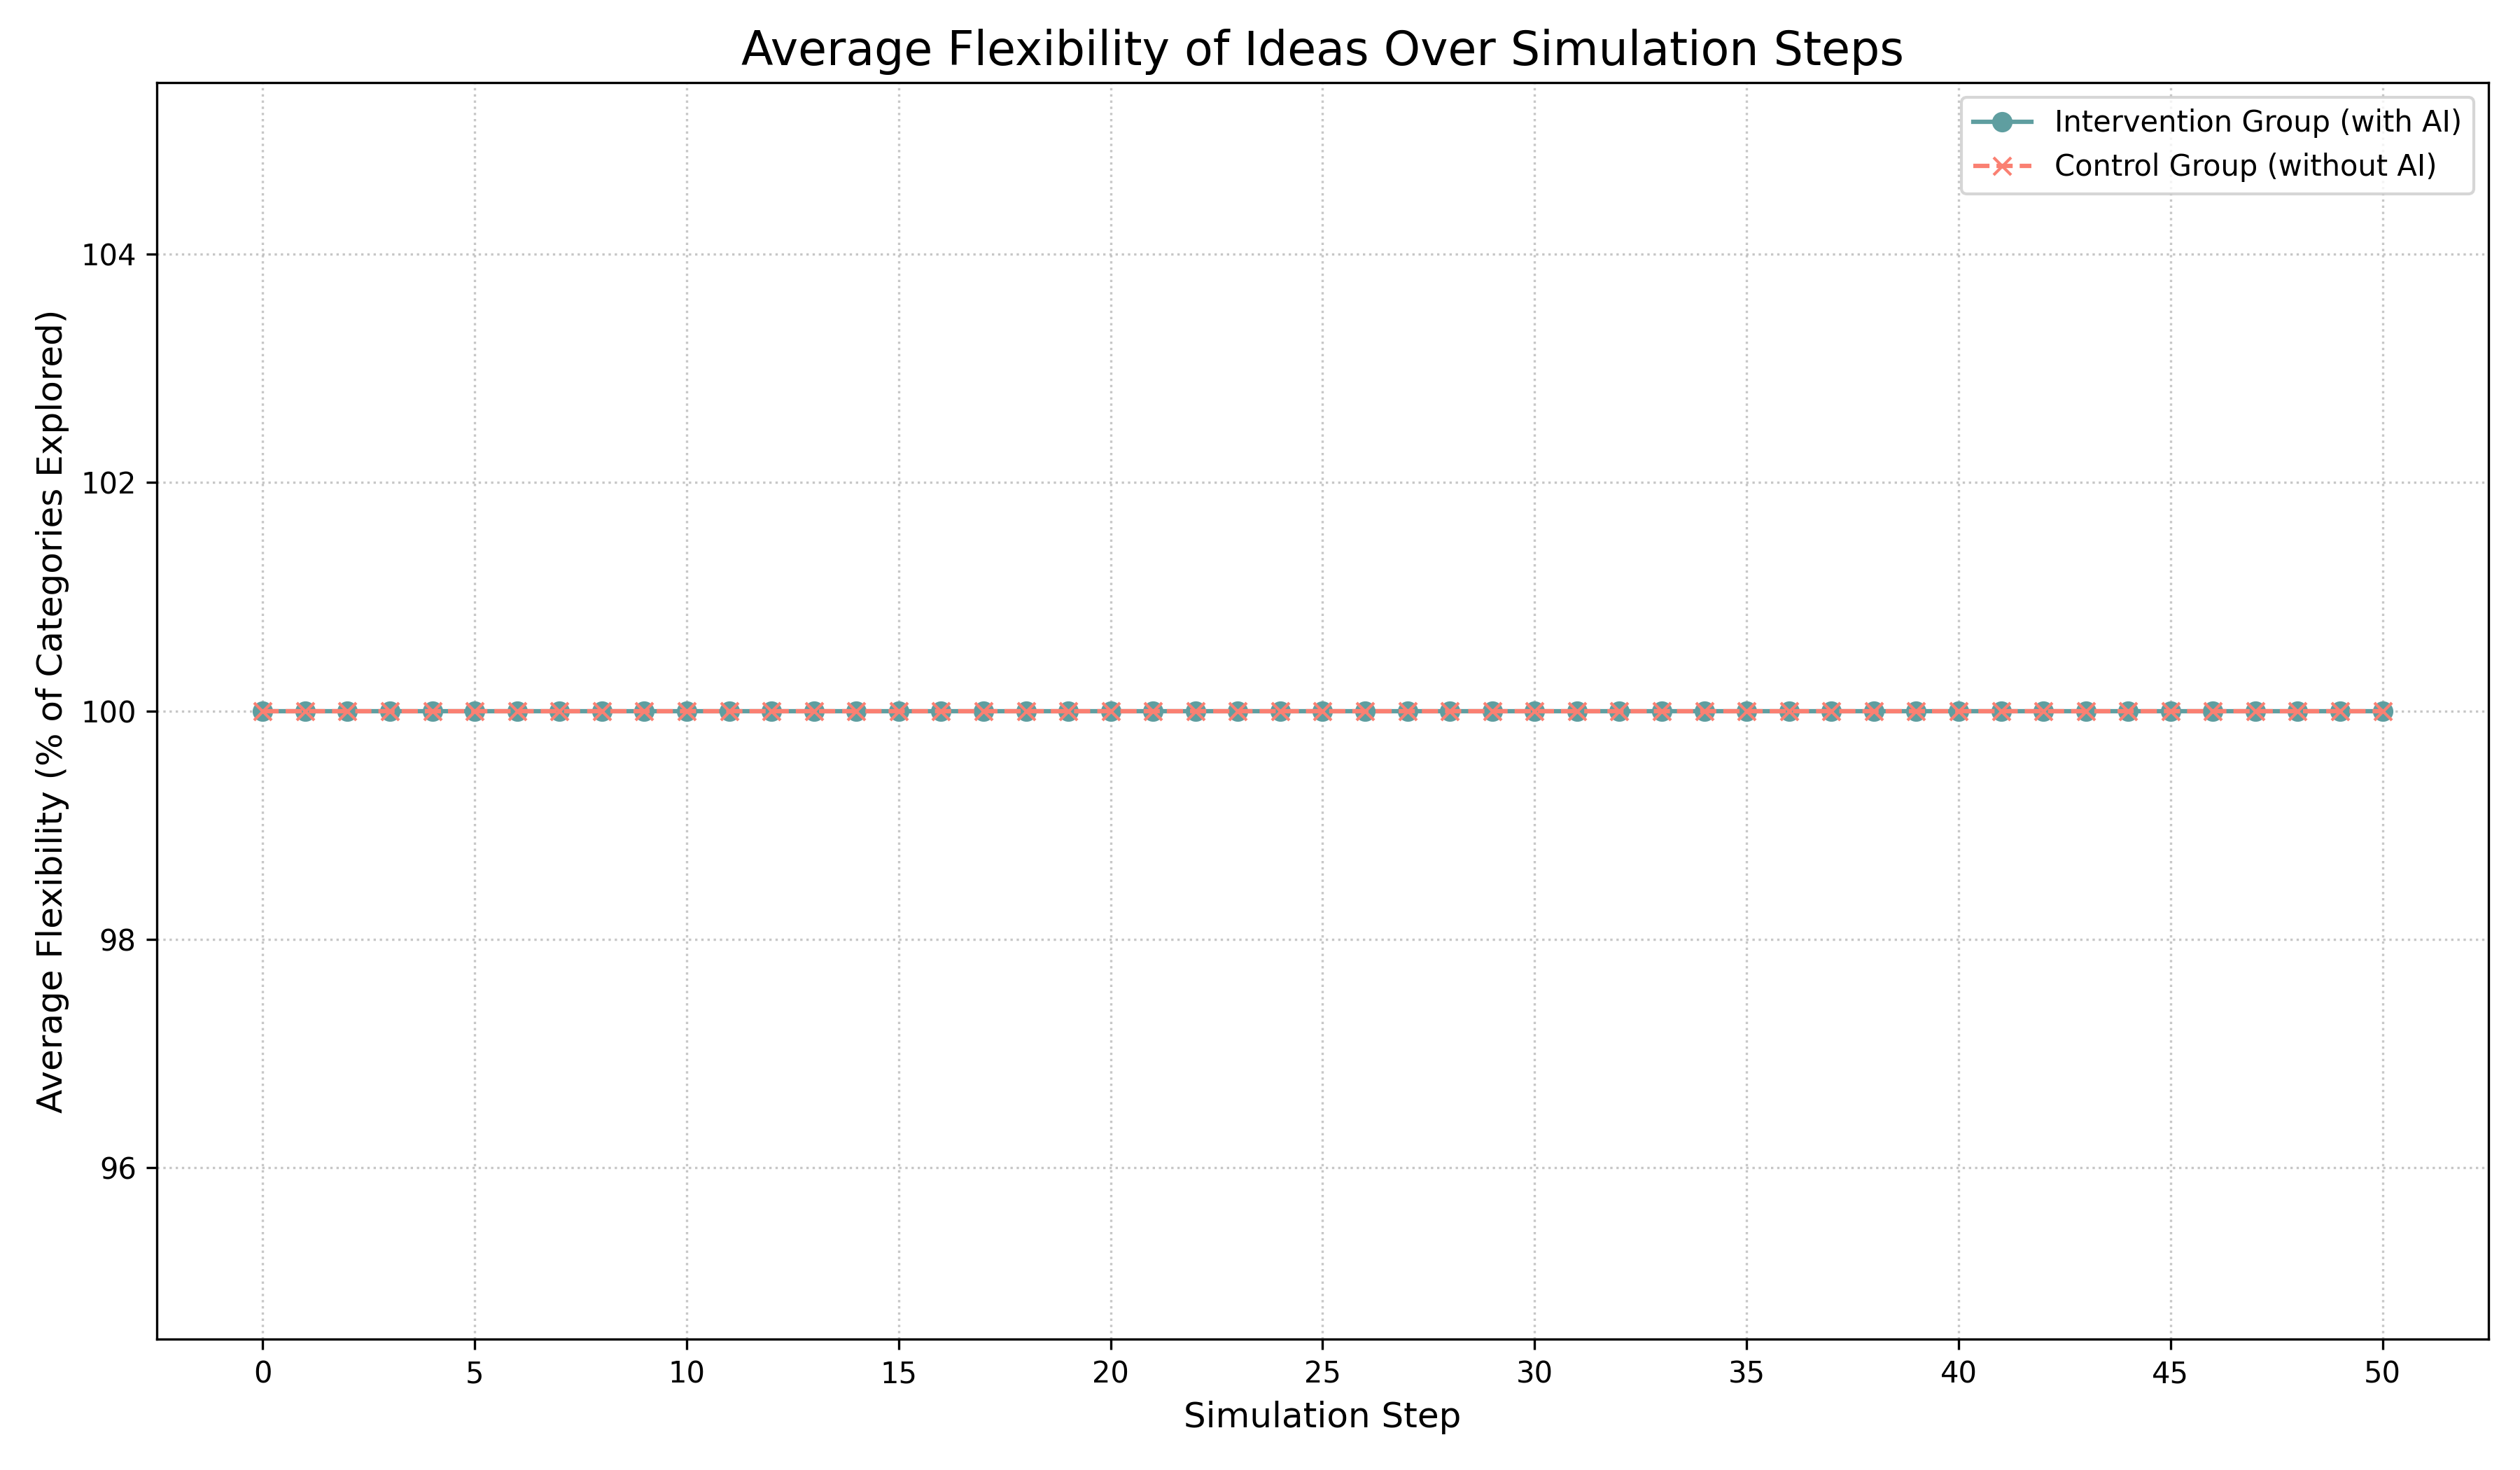 Average Flexibility of Ideas Over Simulation Steps
Intervention Group (with AI)
Control Group (without AI)
Average Flexibility (% of Categories Explored)
104
102
100
98
96
0 5 10 15 20 25 30 35 40 45 50
Simulation Step